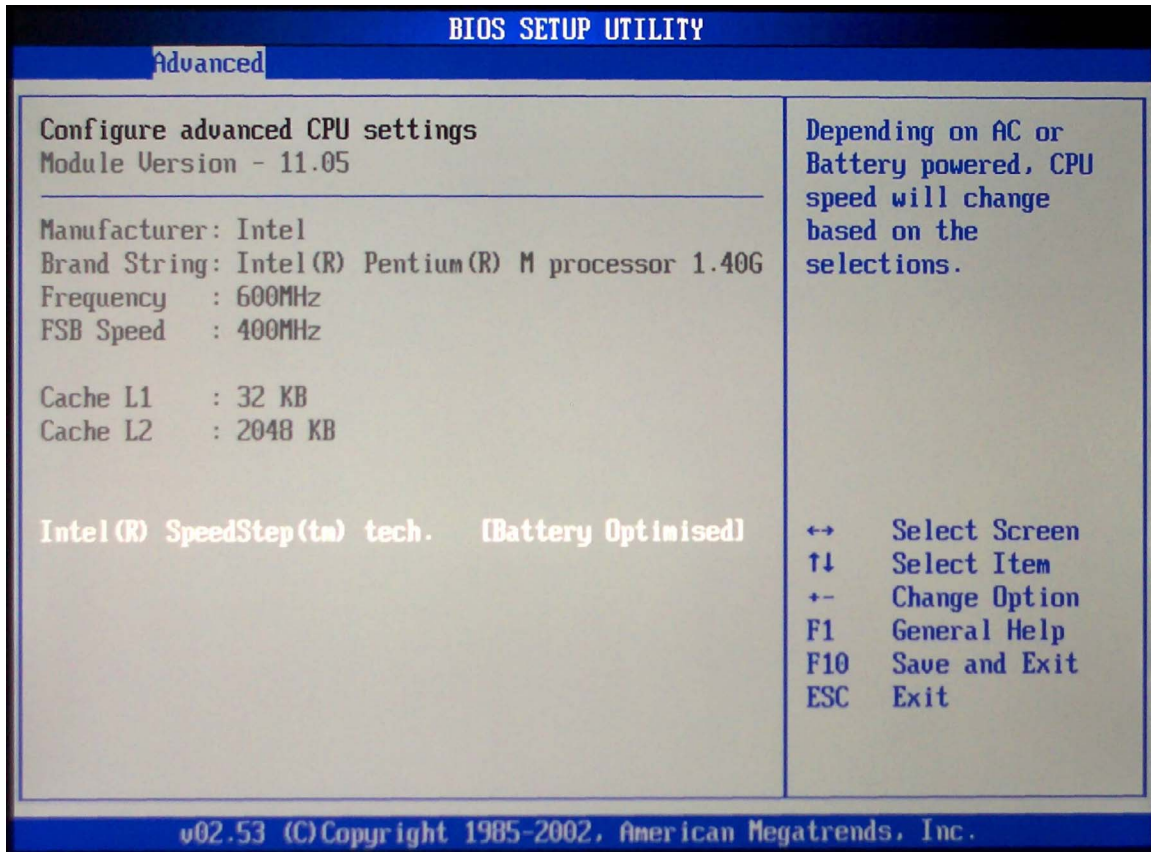 BIOS SETUP UTILITY
Advanced
Configure advanced CPU settings
Module Version - 11.05
Manufacturer: Intel
Brand String: Intel(R) Pentium(R) M processor 1.40G
Frequency : 600MHz
FSB Speed : 400MHz
Cache L1 : 32 KB
Cache L2 : 2048 KB
Intel(R) SpeedStep(tm) tech. [Battery Optimised]
Depending on AC or
Battery powered, CPU
speed will change
based on the
selections.
↔ Select Screen
↑↓ Select Item
+- Change Option
F1 General Help
F10 Save and Exit
ESC Exit
v02.53 (C)Copyright 1985-2002, American Megatrends, Inc.